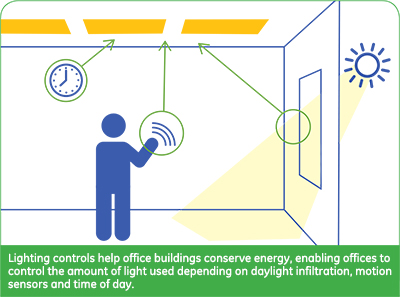 Lighting controls help office buildings conserve energy, enabling offices to
control the amount of light used depending on daylight infiltration, motion
sensors and time of day.